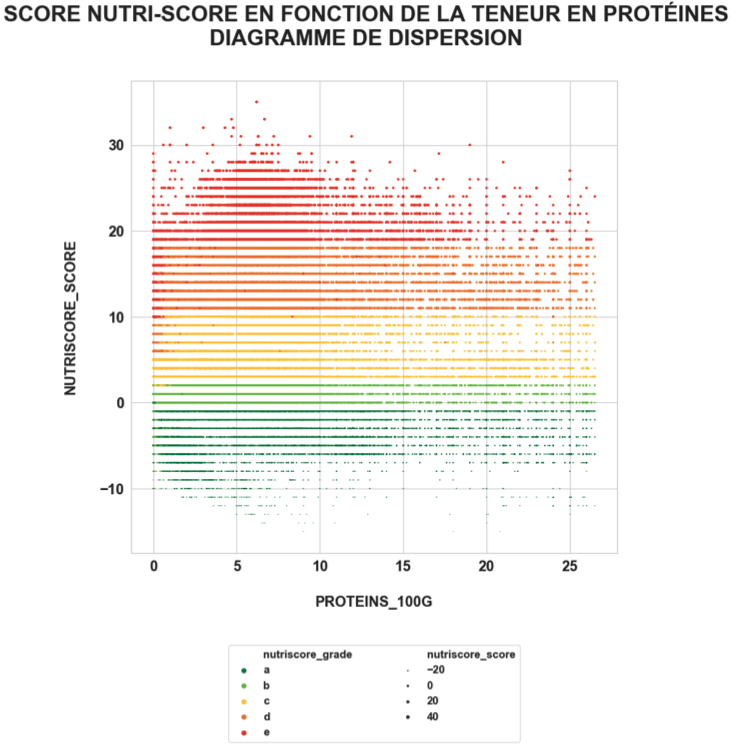 SCORE NUTRI-SCORE EN FONCTION DE LA TENEUR EN PROTÉINES
DIAGRAMME DE DISPERSION
NUTRISCORE_SCORE
30
20
10
0
−10
0 5 10 15 20 25
PROTEINS_100G
nutriscore_grade nutriscore_score
a −20
b 0
c 20
d 40
e